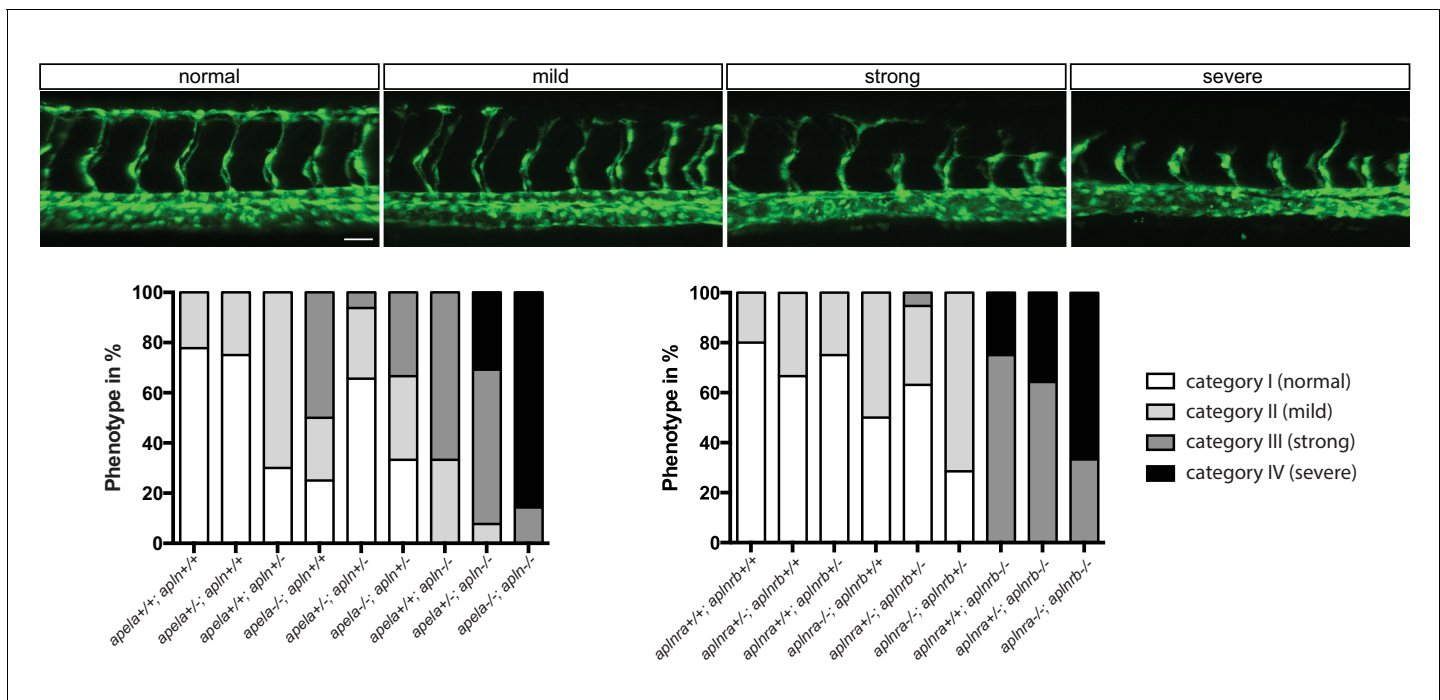 normal mild strong severe
Phenotype in %
100
80
60
40
20
0
apela+/+; apln+/+
apela+/-; apln+/+
apela+/+; apln+/-
apela-/-; apln+/+
apela+/-; apln+/-
apela-/-; apln+/-
apela+/+; apln-/-
apela+/-; apln-/-
apela-/-; apln-/-
Phenotype in %
100
80
60
40
20
0
aplnra+/+; aplnrb+/+
aplnra+/-; aplnrb+/+
aplnra+/+; aplnrb+/-
aplnra-/-; aplnrb+/+
aplnra+/-; aplnrb+/-
aplnra-/-; aplnrb+/-
aplnra+/+; aplnrb-/-
aplnra+/-; aplnrb-/-
aplnra-/-; aplnrb-/-
category I (normal)
category II (mild)
category III (strong)
category IV (severe)